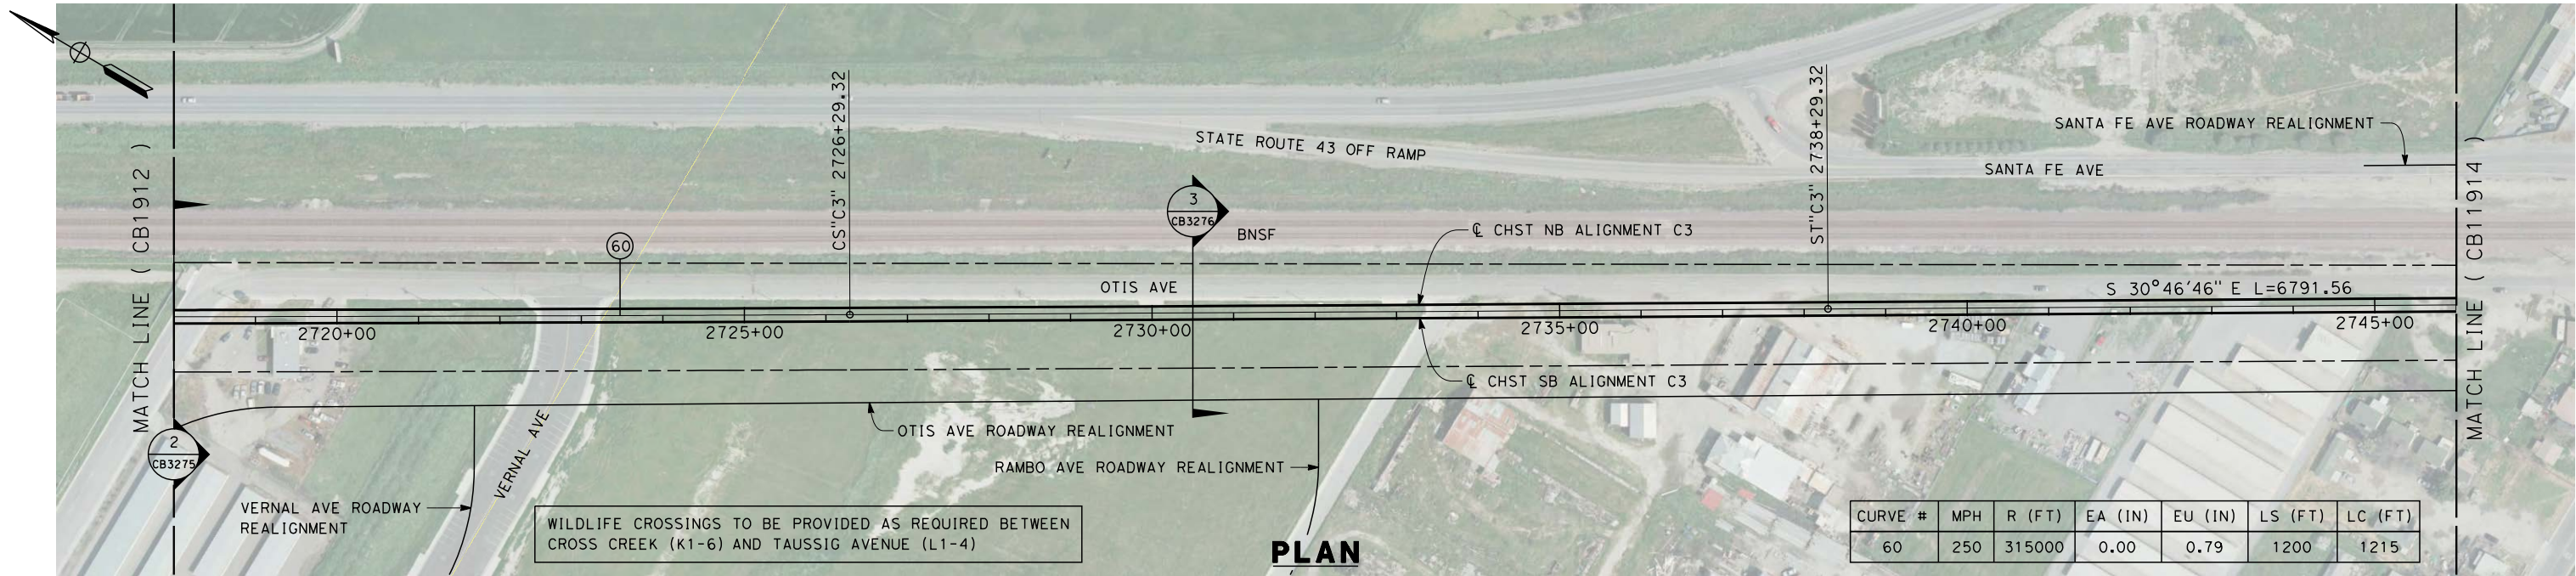 MATCH LINE ( CB1912 )
CS"C3" 2726+29.32
STATE ROUTE 43 OFF RAMP
ST"C3" 2738+29.32
SANTA FE AVE ROADWAY REALIGNMENT
SANTA FE AVE
MATCH LINE ( CB11914 )
3
CB3276
BNSF
60
℄ CHST NB ALIGNMENT C3
OTIS AVE
S 30°46'46" E L=6791.56
2720+00
2725+00
2730+00
2735+00
2740+00
2745+00
℄ CHST SB ALIGNMENT C3
2
CB3275
OTIS AVE ROADWAY REALIGNMENT
VERNAL AVE
RAMBO AVE ROADWAY REALIGNMENT
VERNAL AVE ROADWAY
REALIGNMENT
WILDLIFE CROSSINGS TO BE PROVIDED AS REQUIRED BETWEEN
CROSS CREEK (K1-6) AND TAUSSIG AVENUE (L1-4)
PLAN
CURVE # MPH R (FT) EA (IN) EU (IN) LS (FT) LC (FT)
60 250 315000 0.00 0.79 1200 1215